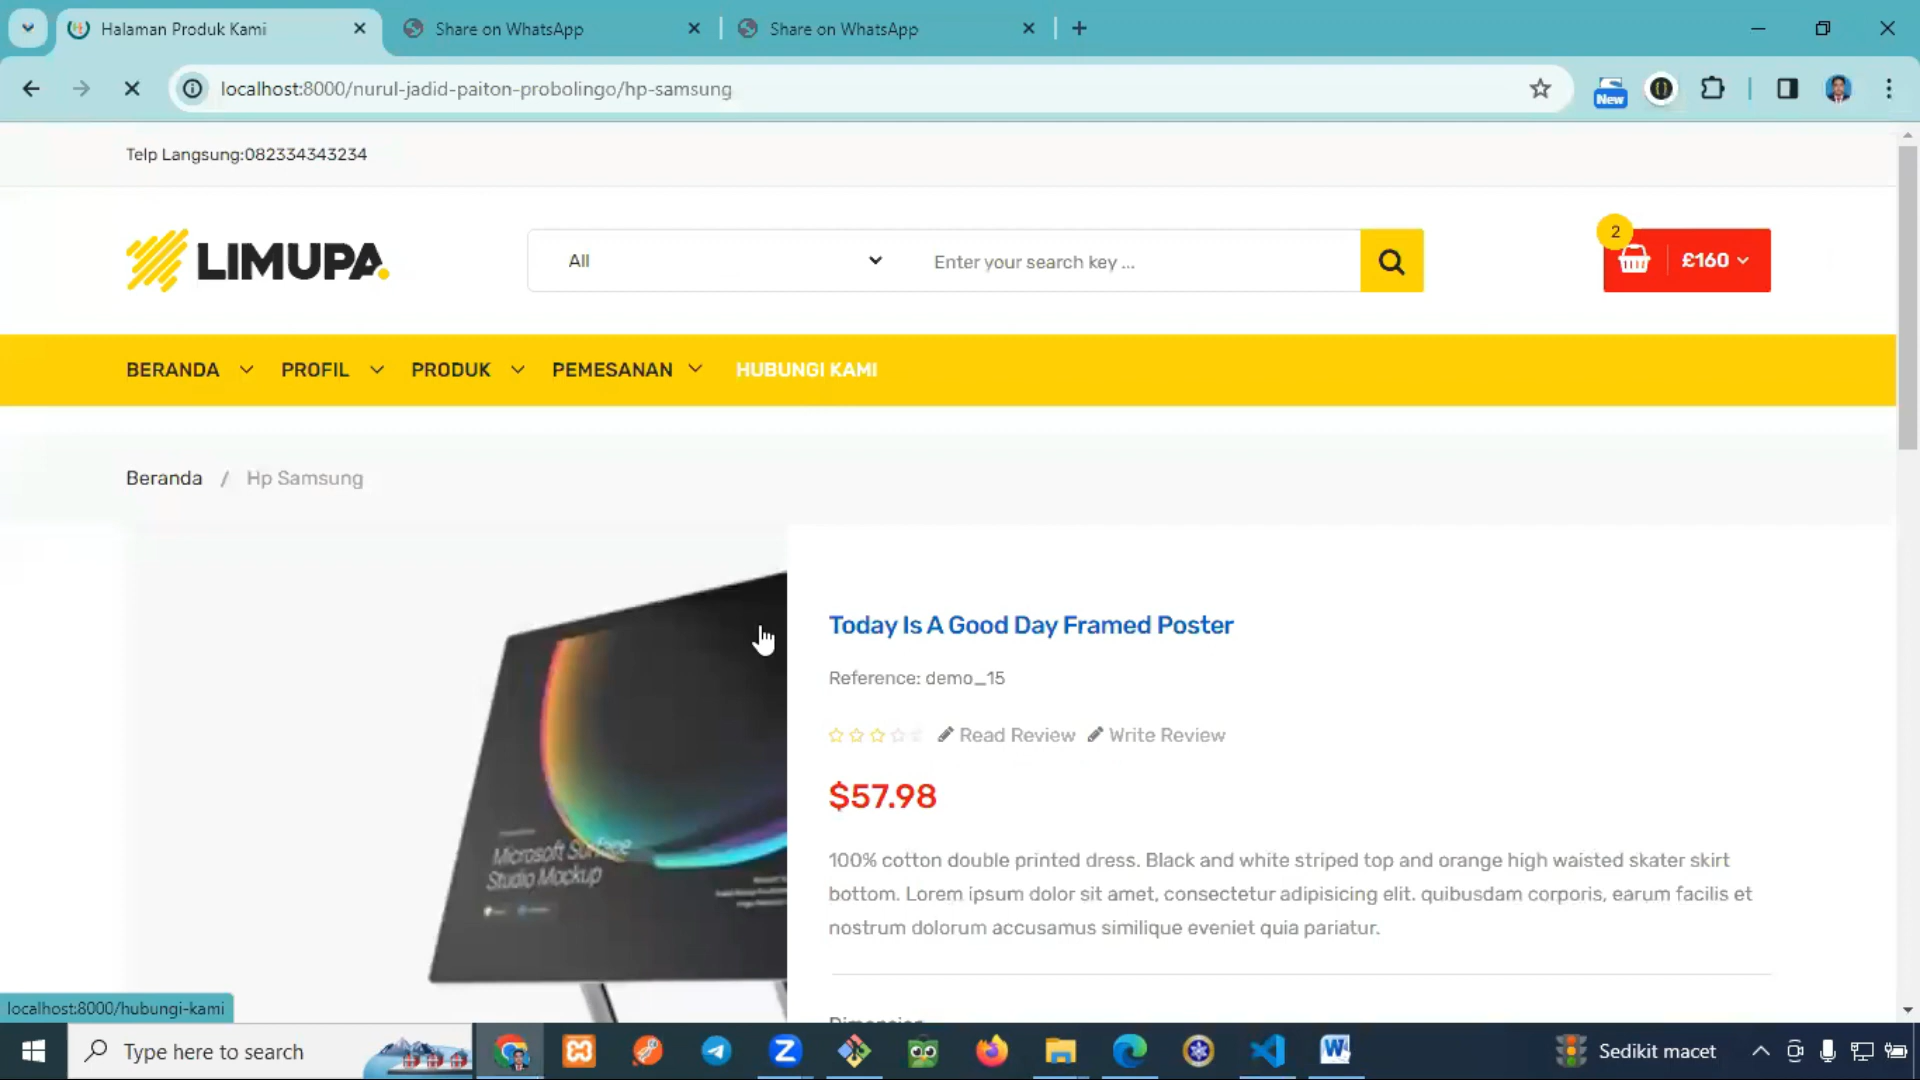 Halaman Produk Kami
Share on WhatsApp
Share on WhatsApp
localhost:8000/nurul-jadid-paiton-probolingo/hp-samsung
New
Telp Langsung:082334343234
LIMUPA.
All
Enter your search key ...
2
£160
BERANDA
PROFIL
PRODUK
PEMESANAN
HUBUNGI KAMI
Beranda / Hp Samsung
Today Is A Good Day Framed Poster
Reference: demo_15
Read Review
Write Review
$57.98
100% cotton double printed dress. Black and white striped top and orange high waisted skater skirt
bottom. Lorem ipsum dolor sit amet, consectetur adipisicing elit. quibusdam corporis, earum facilis et
nostrum dolorum accusamus similique eveniet quia pariatur.
Microsoft Surface
Studio Mockup
Dimension
localhost:8000/hubungi-kami
Type here to search
Sedikit macet